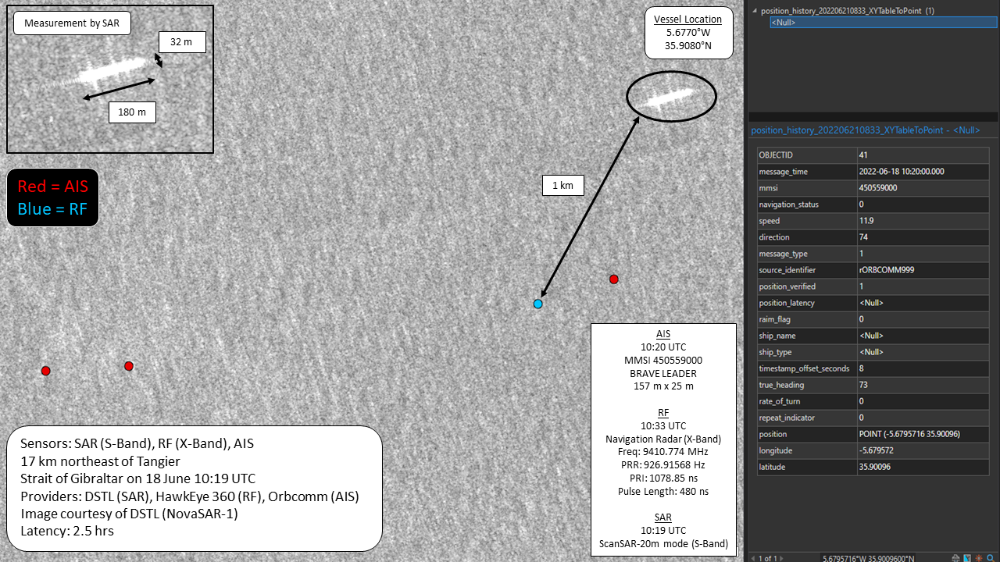 Measurement by SAR
32 m
180 m
Red = AIS
Blue = RF
Vessel Location
5.6770°W
35.9080°N
1 km
AIS
10:20 UTC
MMSI 450559000
BRAVE LEADER
157 m x 25 m
RF
10:33 UTC
Navigation Radar (X-Band)
Freq: 9410.774 MHz
PRR: 926.91568 Hz
PRI: 1078.85 ns
Pulse Length: 480 ns
SAR
10:19 UTC
ScanSAR-20m mode (S-Band)
Sensors: SAR (S-Band), RF (X-Band), AIS
17 km northeast of Tangier
Strait of Gibraltar on 18 June 10:19 UTC
Providers: DSTL (SAR), HawkEye 360 (RF), Orbcomm (AIS)
Image courtesy of DSTL (NovaSAR-1)
Latency: 2.5 hrs
position_history_202206210833_XYTableToPoint (1)
<Null>
position_history_202206210833_XYTableToPoint - <Null>
OBJECTID 41
message_time 2022-06-18 10:20:00.000
mmsi 450559000
navigation_status 0
speed 11.9
direction 74
message_type 1
source_identifier rORBCOMM999
position_verified 1
position_latency <Null>
raim_flag 0
ship_name <Null>
ship_type <Null>
timestamp_offset_seconds 8
true_heading 73
rate_of_turn 0
repeat_indicator 0
position POINT (-5.6795716 35.90096)
longitude -5.679572
latitude 35.90096
1 of 1
5.6795716°W 35.9009600°N